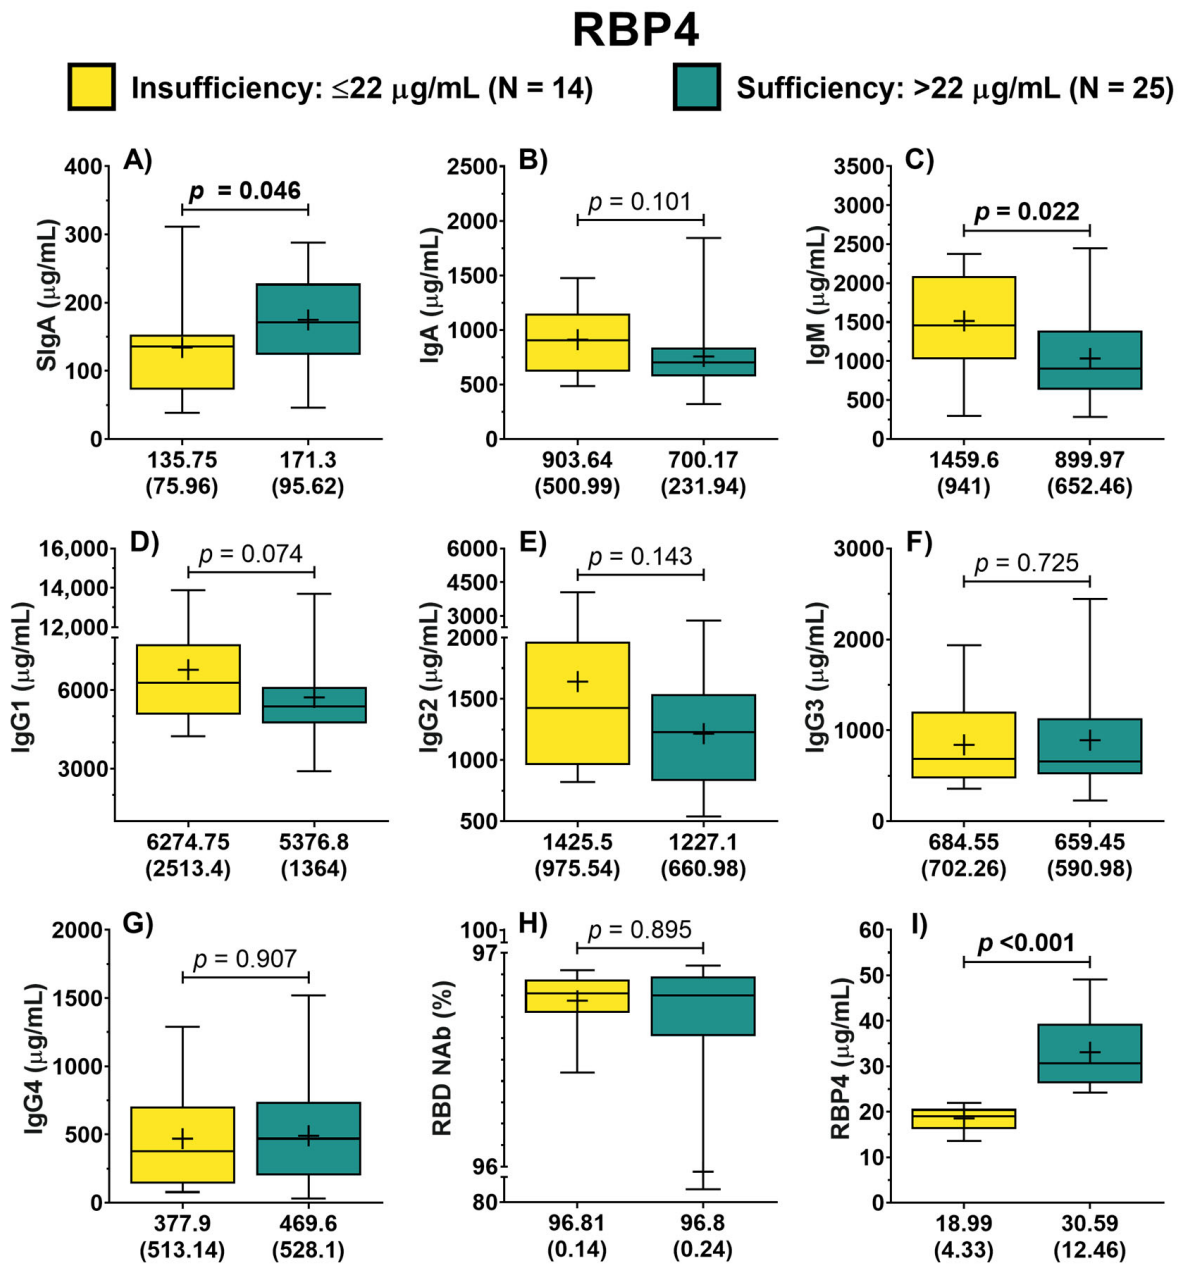 RBP4
Insufficiency: ≤22 μg/mL (N = 14)
Sufficiency: >22 μg/mL (N = 25)
A)
p = 0.046
SIgA (μg/mL)
400
300
200
100
0
135.75
(75.96)
171.3
(95.62)
B)
p = 0.101
IgA (μg/mL)
2500
2000
1500
1000
500
0
903.64
(500.99)
700.17
(231.94)
C)
p = 0.022
IgM (μg/mL)
3500
3000
2500
2000
1500
1000
500
0
1459.6
(941)
899.97
(652.46)
D)
p = 0.074
IgG1 (μg/mL)
16,000
14,000
12,000
6000
3000
6274.75
(2513.4)
5376.8
(1364)
E)
p = 0.143
IgG2 (μg/mL)
6000
4500
3000
2000
1500
1000
500
1425.5
(975.54)
1227.1
(660.98)
F)
p = 0.725
IgG3 (μg/mL)
3000
2000
1000
0
684.55
(702.26)
659.45
(590.98)
G)
p = 0.907
IgG4 (μg/mL)
2000
1500
1000
500
0
377.9
(513.14)
469.6
(528.1)
H)
p = 0.895
RBD NAb (%)
100
97
96
80
96.81
(0.14)
96.8
(0.24)
I)
p <0.001
RBP4 (μg/mL)
60
50
40
30
20
10
0
18.99
(4.33)
30.59
(12.46)